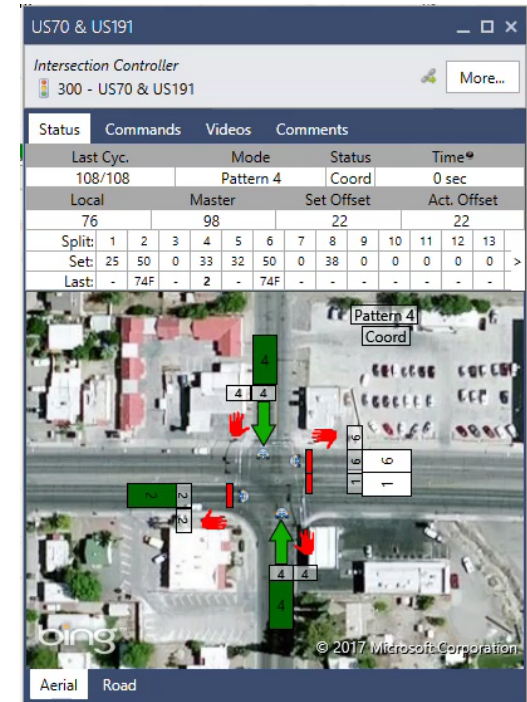 US70 & US191
Intersection Controller
300 - US70 & US191
More...
Status Commands Videos Comments
Last Cyc. Mode Status Time
108/108 Pattern 4 Coord 0 sec
Local Master Set Offset Act. Offset
76 98 22 22
Split: 1 2 3 4 5 6 7 8 9 10 11 12 13
Set: 25 50 0 33 32 50 0 38 0 0 0 0 0 >
Last: - 74F - 2 - 74F - - - - - - -
Pattern 4
Coord
4
4 4
6
6 6
1 1
2 2
2
4 4
4
bing
© 2017 Microsoft Corporation
Aerial Road